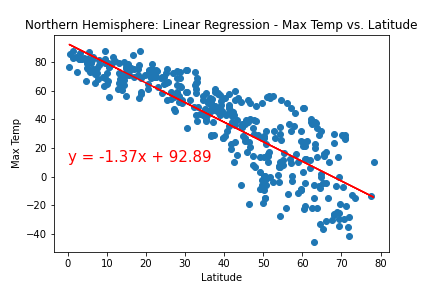 Northern Hemisphere: Linear Regression - Max Temp vs. Latitude
80
60
40
20
0
−20
−40
Max Temp
y = -1.37x + 92.89
0 10 20 30 40 50 60 70 80
Latitude